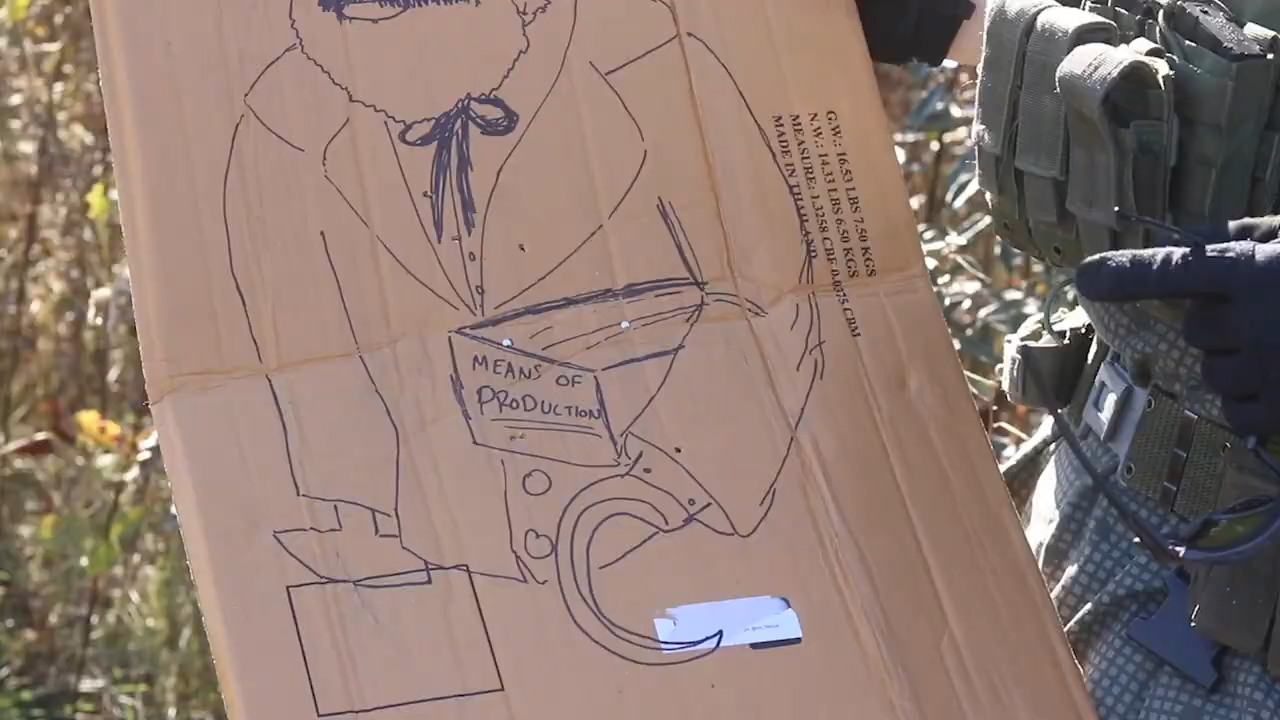 MEANS OF
PRODUCTION
G.W.: 16.53 LBS 7.50 KGS
N.W.: 14.33 LBS 6.50 KGS
MEASURE: 1.3258 CBF 0.0375 CBM
MADE IN THAILAND